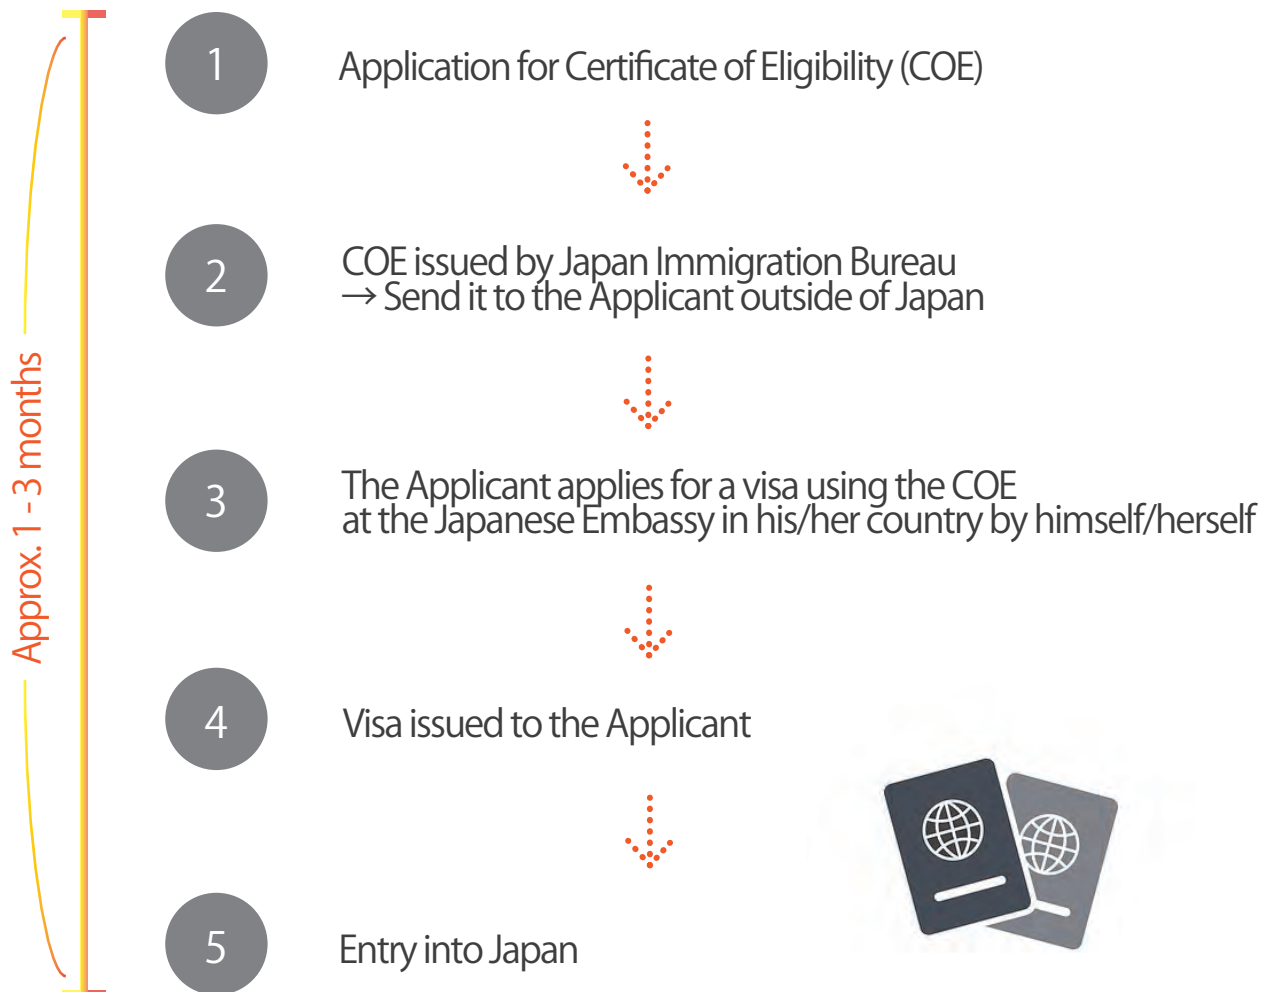 Approx. 1 - 3 months
1
Application for Certificate of Eligibility (COE)
2
COE issued by Japan Immigration Bureau
→ Send it to the Applicant outside of Japan
3
The Applicant applies for a visa using the COE
at the Japanese Embassy in his/her country by himself/herself
4
Visa issued to the Applicant
5
Entry into Japan